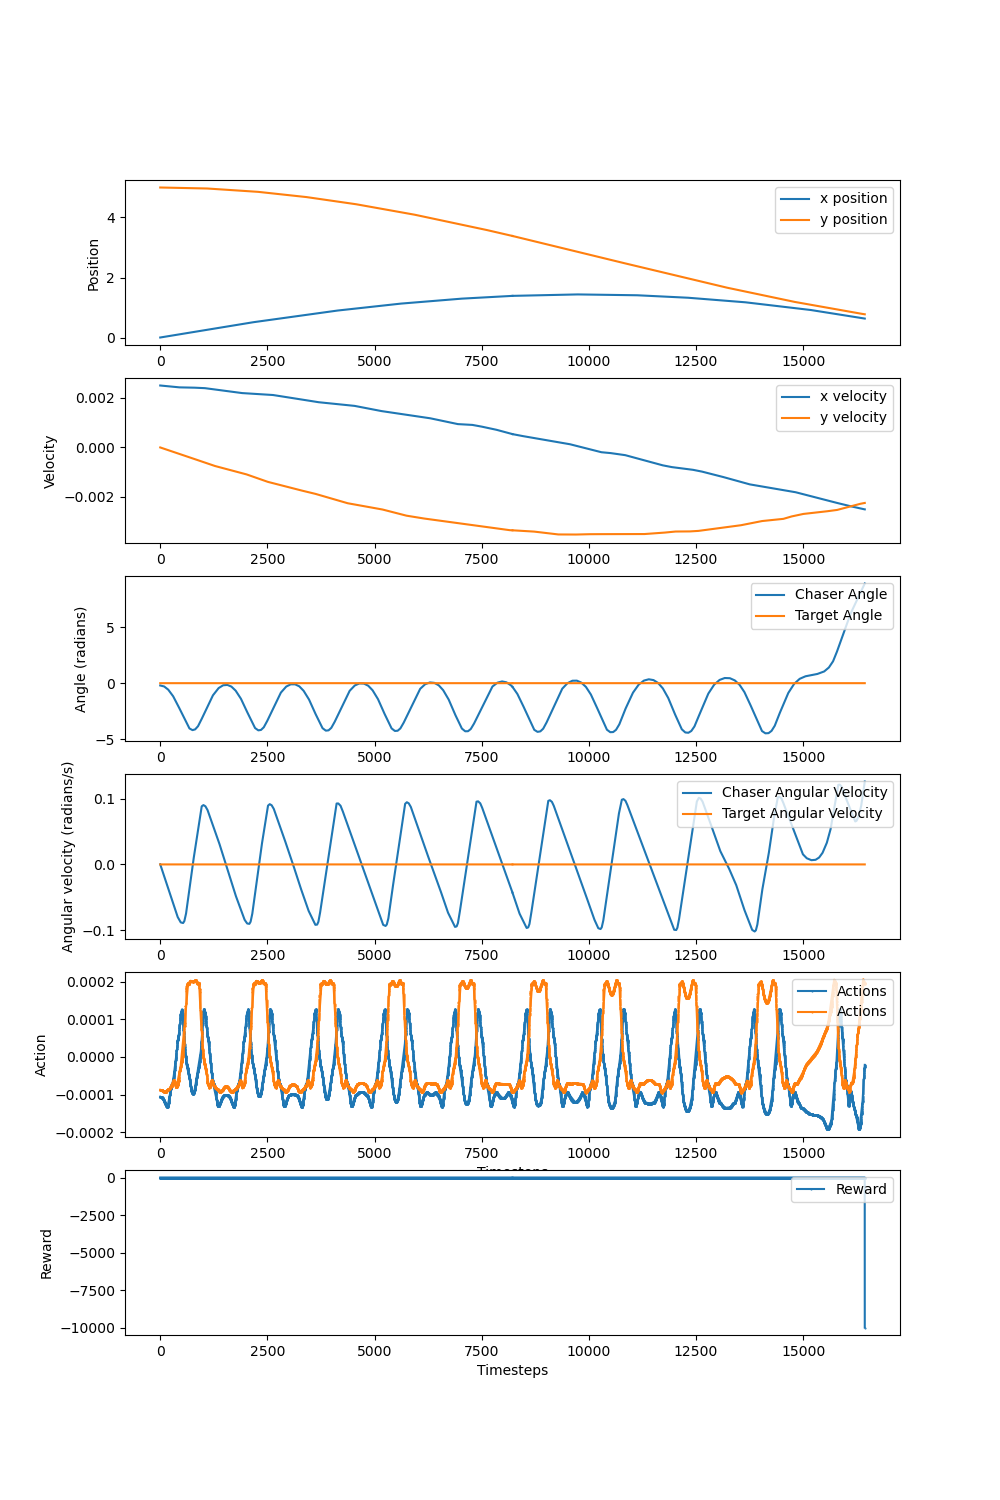 x position
y position
4
2
0
Position
0 2500 5000 7500 10000 12500 15000
x velocity
y velocity
0.002
0.000
−0.002
Velocity
0 2500 5000 7500 10000 12500 15000
Chaser Angle
Target Angle
5
0
−5
Angle (radians)
0 2500 5000 7500 10000 12500 15000
Chaser Angular Velocity
Target Angular Velocity
0.1
0.0
−0.1
Angular velocity (radians/s)
0 2500 5000 7500 10000 12500 15000
Actions
Actions
0.0002
0.0001
0.0000
−0.0001
−0.0002
Action
0 2500 5000 7500 10000 12500 15000
Timesteps
Reward
0
−2500
−5000
−7500
−10000
Reward
0 2500 5000 7500 10000 12500 15000
Timesteps